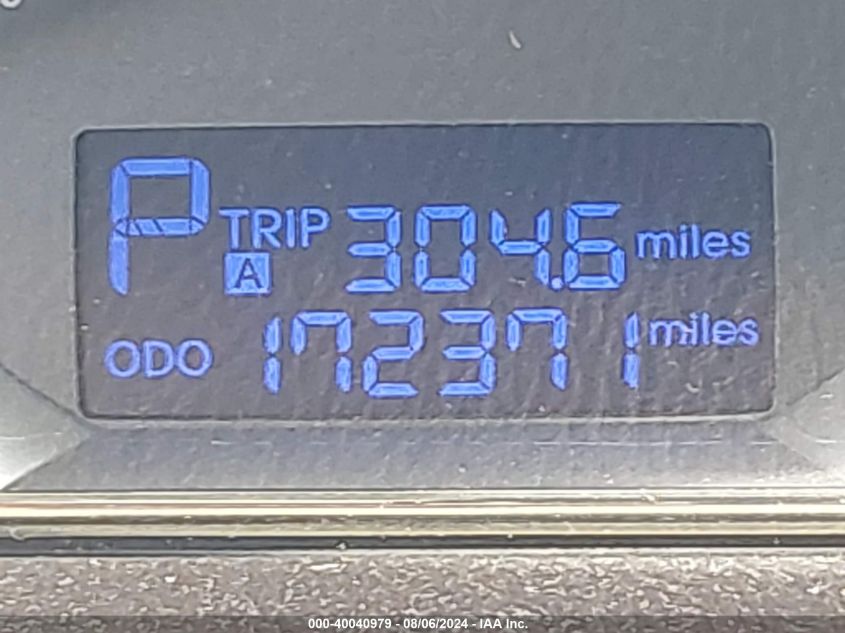 P TRIP A 304.6 miles
ODO 172371 miles
000-40040979 - 08/06/2024 - IAA Inc.